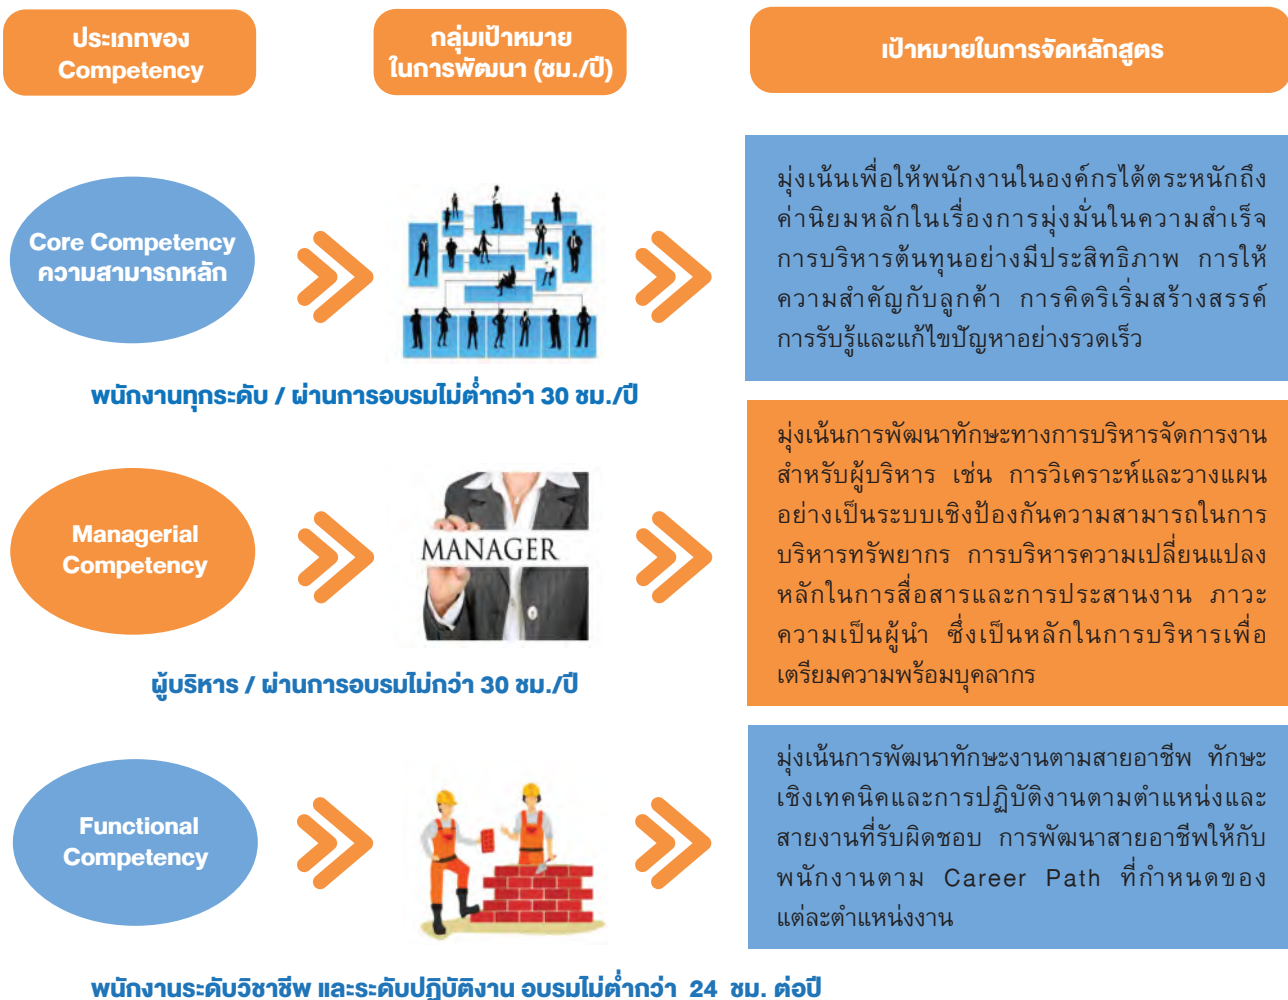 ประเภทของ
Competency
กลุ่มเป้าหมาย
ในการพัฒนา (ชม./ปี)
เป้าหมายในการจัดหลักสูตร
Core Competency
ความสามารถหลัก
มุ่งเน้นเพื่อให้พนักงานในองค์กรได้ตระหนักถึง
ค่านิยมหลักในเรื่องการมุ่งมั่นในความสำเร็จ
การบริหารต้นทุนอย่างมีประสิทธิภาพ การให้
ความสำคัญกับลูกค้า การคิดริเริ่มสร้างสรรค์
การรับรู้และแก้ไขปัญหาอย่างรวดเร็ว
พนักงานทุกระดับ / ผ่านการอบรมไม่ต่ำกว่า 30 ชม./ปี
Managerial
Competency
MANAGER
มุ่งเน้นการพัฒนาทักษะทางการบริหารจัดการงาน
สำหรับผู้บริหาร เช่น การวิเคราะห์และวางแผน
อย่างเป็นระบบเชิงป้องกันความสามารถในการ
บริหารทรัพยากร การบริหารความเปลี่ยนแปลง
หลักในการสื่อสารและการประสานงาน ภาวะ
ความเป็นผู้นำ ซึ่งเป็นหลักในการบริหารเพื่อ
เตรียมความพร้อมบุคลากร
ผู้บริหาร / ผ่านการอบรมไม่กว่า 30 ชม./ปี
Functional
Competency
มุ่งเน้นการพัฒนาทักษะงานตามสายอาชีพ ทักษะ
เชิงเทคนิคและการปฏิบัติงานตามตำแหน่งและ
สายงานที่รับผิดชอบ การพัฒนาสายอาชีพให้กับ
พนักงานตาม Career Path ที่กำหนดของ
แต่ละตำแหน่งงาน
พนักงานระดับวิชาชีพ และระดับปฏิบัติงาน อบรมไม่ต่ำกว่า 24 ชม. ต่อปี